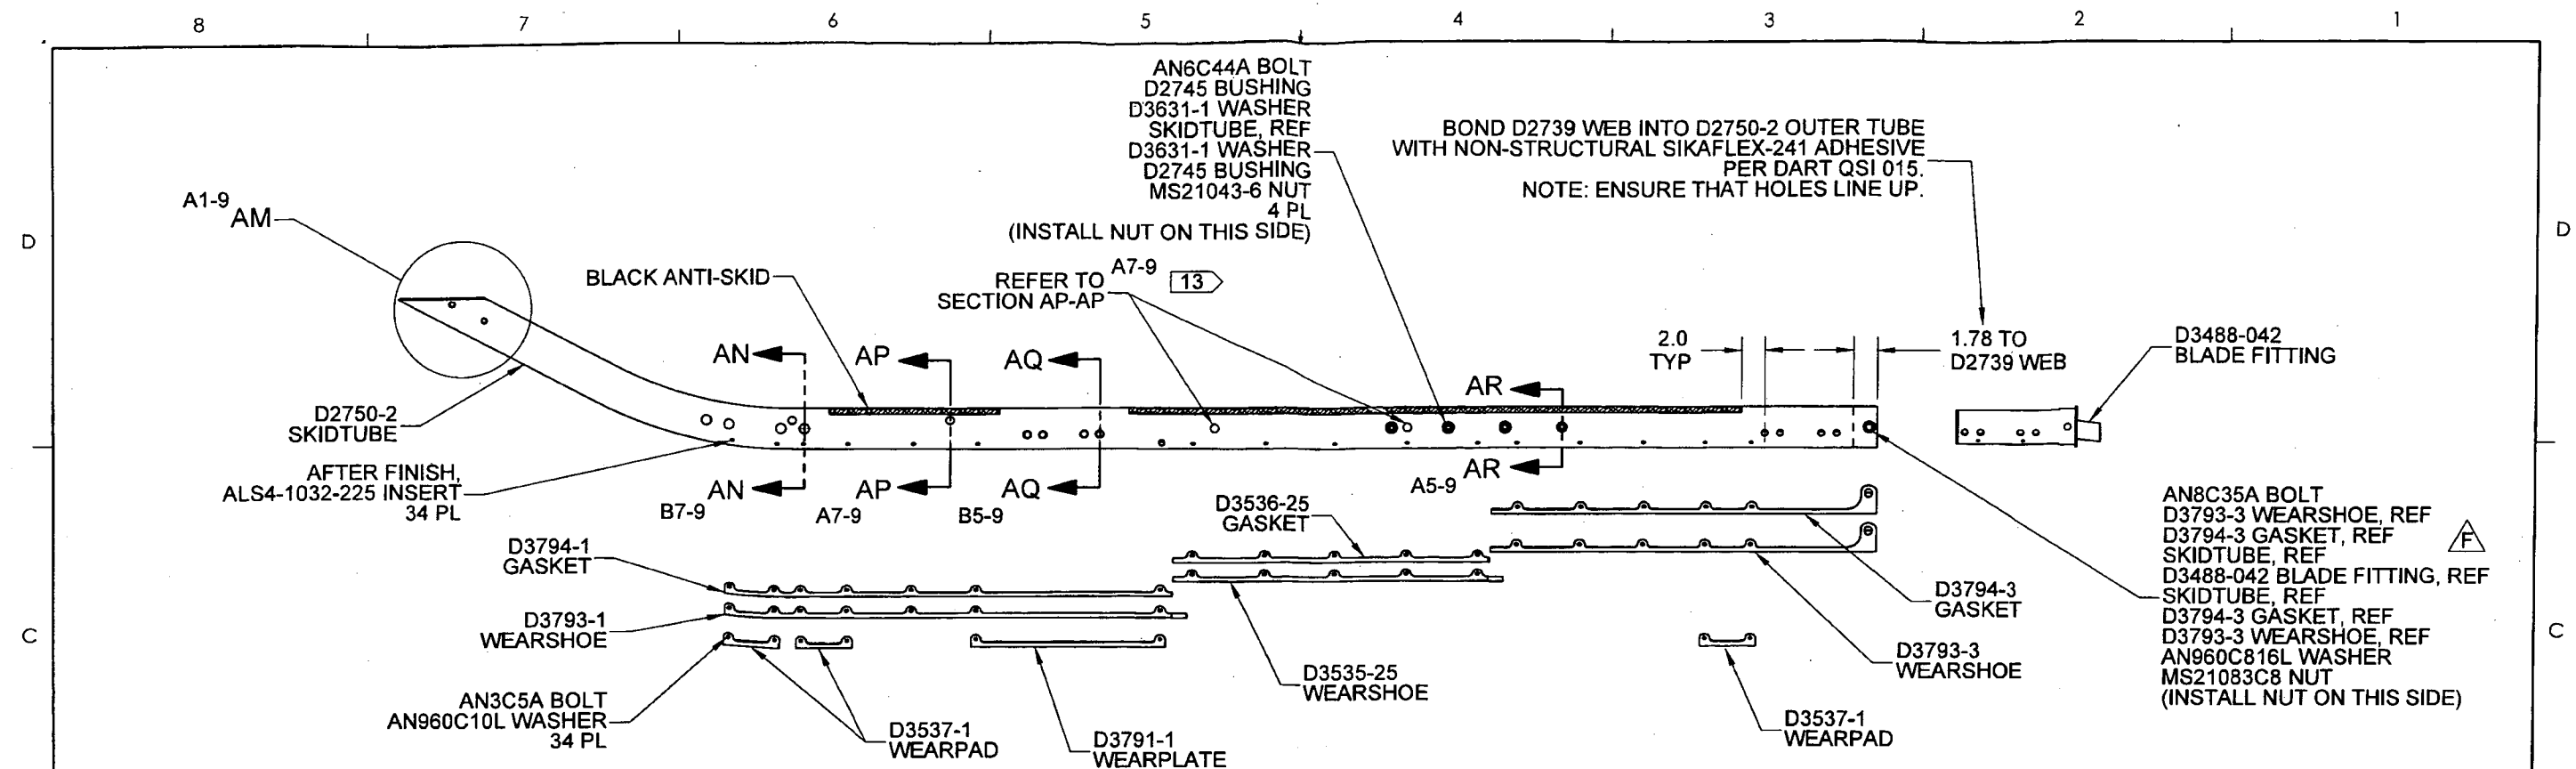 8 7 6 5 4 3 2 1
AN6C44A BOLT
D2745 BUSHING
D3631-1 WASHER
SKIDTUBE, REF
D3631-1 WASHER
D2745 BUSHING
MS21043-6 NUT
4 PL
(INSTALL NUT ON THIS SIDE)
BOND D2739 WEB INTO D2750-2 OUTER TUBE
WITH NON-STRUCTURAL SIKAFLEX-241 ADHESIVE
PER DART QSI 015.
NOTE: ENSURE THAT HOLES LINE UP.
A1-9
AM
D
D
BLACK ANTI-SKID
REFER TO
SECTION AP-AP
A7-9
13
AN
AP
AQ
AR
2.0
TYP
1.78 TO
D2739 WEB
D3488-042
BLADE FITTING
D2750-2
SKIDTUBE
AFTER FINISH,
ALS4-1032-225 INSERT
34 PL
AN
AP
AQ
AR
B7-9
A7-9
B5-9
A5-9
D3536-25
GASKET
D3794-1
GASKET
D3793-1
WEARSHOE
AN3C5A BOLT
AN960C10L WASHER
34 PL
D3537-1
WEARPAD
D3791-1
WEARPLATE
D3535-25
WEARSHOE
D3794-3
GASKET
D3793-3
WEARSHOE
D3537-1
WEARPAD
AN8C35A BOLT
D3793-3 WEARSHOE, REF
D3794-3 GASKET, REF
SKIDTUBE, REF
D3488-042 BLADE FITTING, REF
SKIDTUBE, REF
D3794-3 GASKET, REF
D3793-3 WEARSHOE, REF
AN960C816L WASHER
MS21083C8 NUT
(INSTALL NUT ON THIS SIDE)
F
C
C